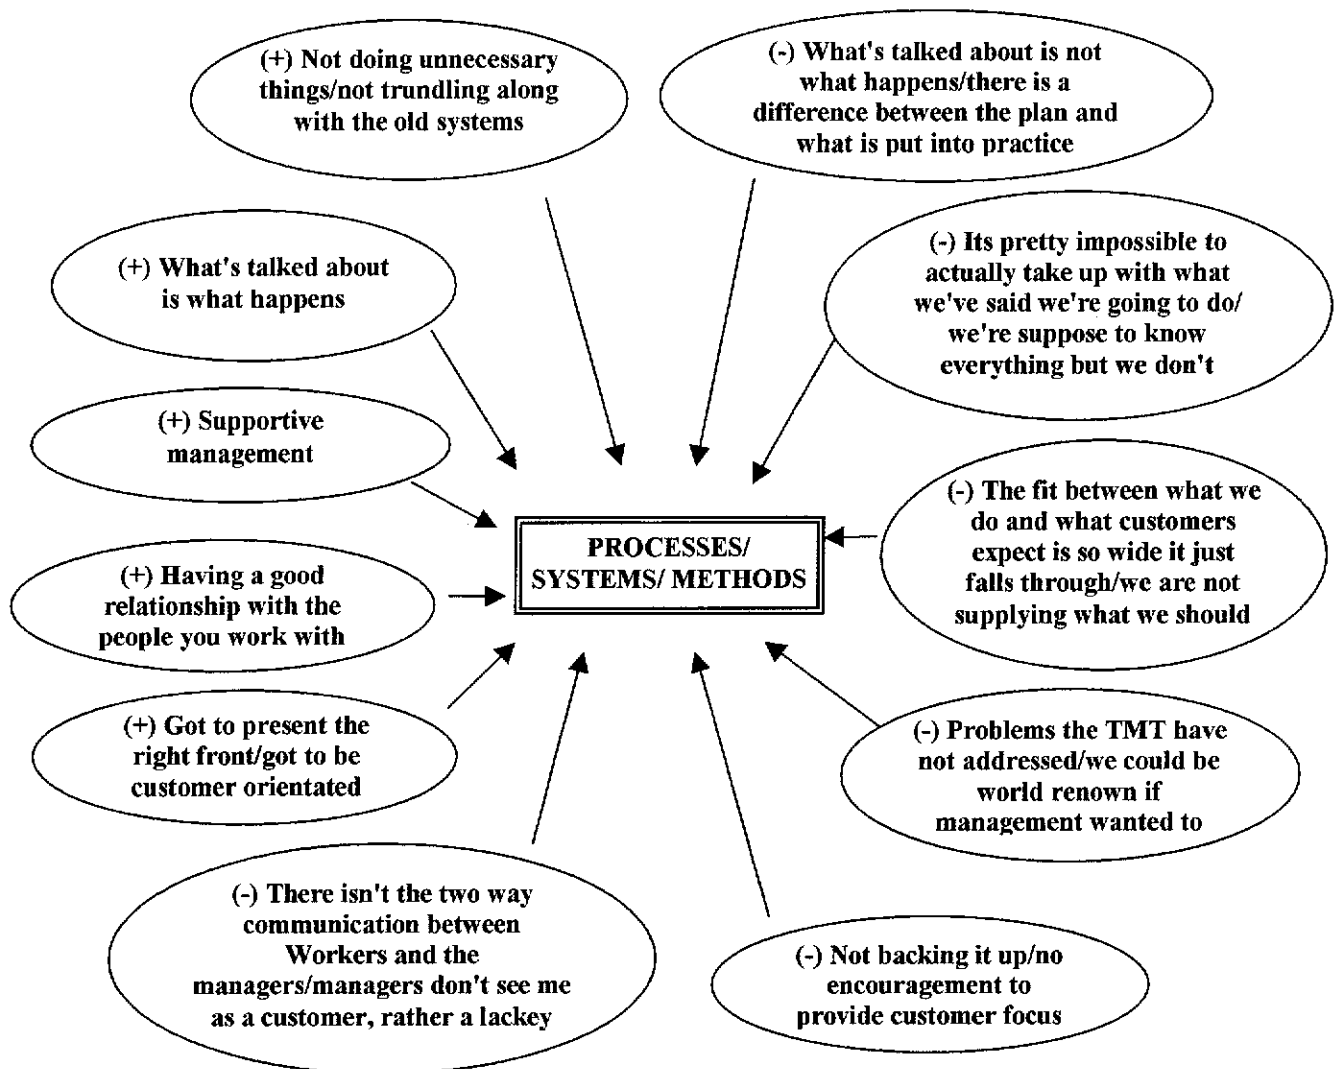 (+) Not doing unnecessary
things/not trundling along
with the old systems
(-) What's talked about is not
what happens/there is a
difference between the plan and
what is put into practice
(+) What's talked about
is what happens
(-) Its pretty impossible to
actually take up with what
we've said we're going to do/
we're suppose to know
everything but we don't
(+) Supportive
management
(-) The fit between what we
do and what customers
expect is so wide it just
falls through/we are not
supplying what we should
PROCESSES/
SYSTEMS/ METHODS
(+) Having a good
relationship with the
people you work with
(+) Got to present the
right front/got to be
customer orientated
(-) Problems the TMT have
not addressed/we could be
world renown if
management wanted to
(-) There isn't the two way
communication between
Workers and the
managers/managers don't see me
as a customer, rather a lackey
(-) Not backing it up/no
encouragement to
provide customer focus